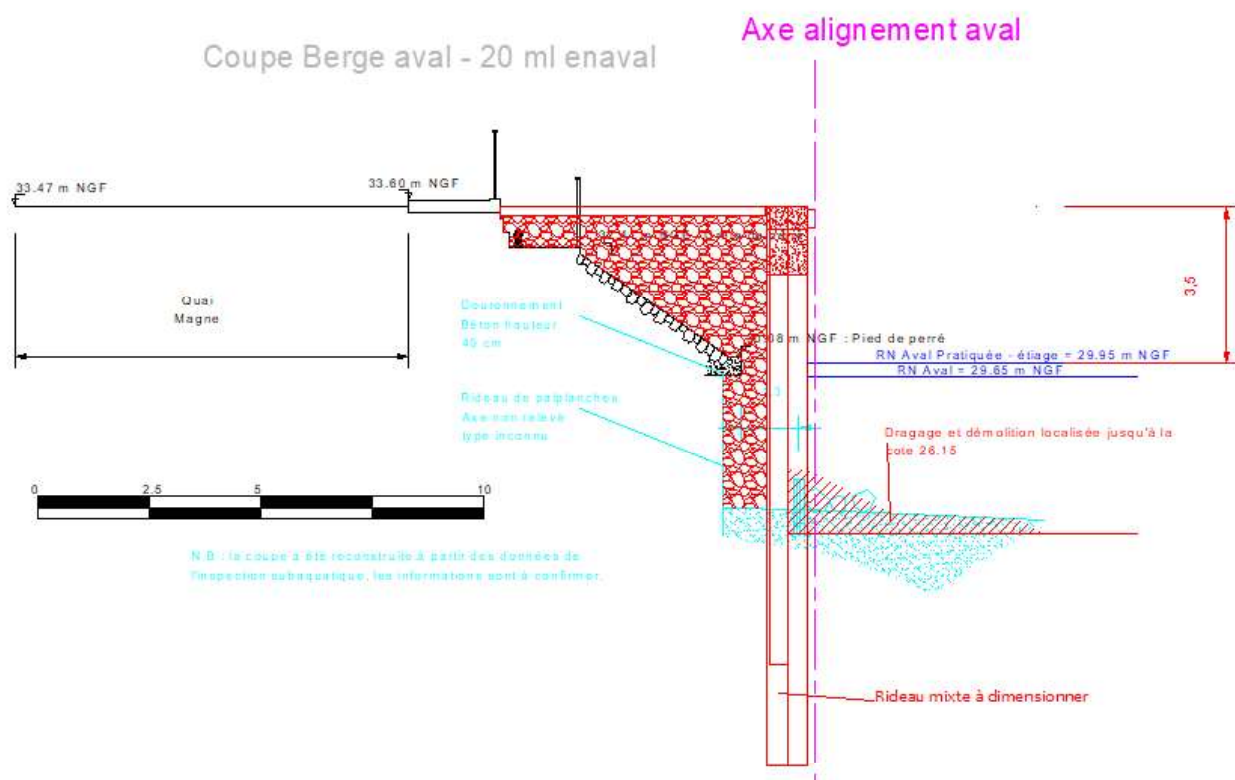 Coupe Berge aval - 20 ml enaval
Axe alignement aval
33.47 m NGF
33.60 m NGF
Quai
Magne
3,5
Couronnement
Béton hauteur
40 cm
m NGF : Pied de perré
RN Aval Pratiquée - étiage = 29.95 m NGF
RN Aval = 29.65 m NGF
Rideau de palplanches
Axe non relevé
type inconnu
3
Dragage et démolition localisée jusqu'à la
cote 26.15
0 2.5 5 10
N.B : la coupe a été reconstruite à partir des données de
l'inspection subaquatique, les informations sont à confirmer.
Rideau mixte à dimensionner